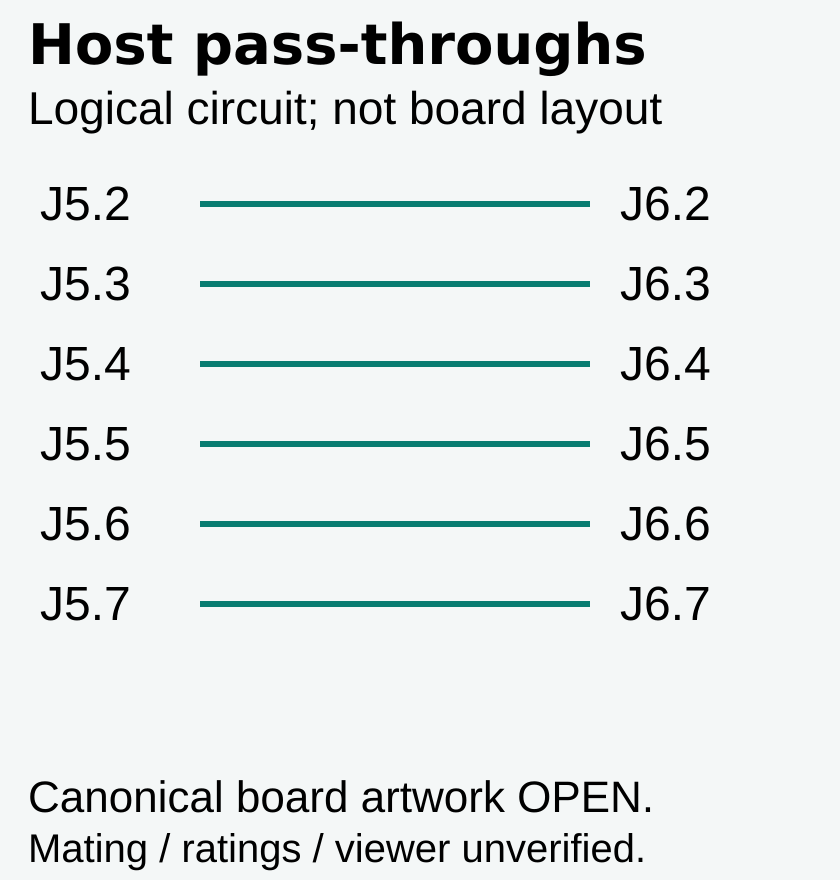 Host pass-throughs
Logical circuit; not board layout
J5.2 J6.2
J5.3 J6.3
J5.4 J6.4
J5.5 J6.5
J5.6 J6.6
J5.7 J6.7
Canonical board artwork OPEN.
Mating / ratings / viewer unverified.